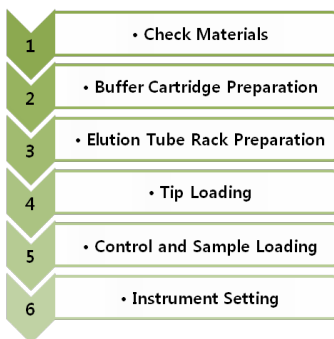 1
• Check Materials
2
• Buffer Cartridge Preparation
3
• Elution Tube Rack Preparation
4
• Tip Loading
5
• Control and Sample Loading
6
• Instrument Setting